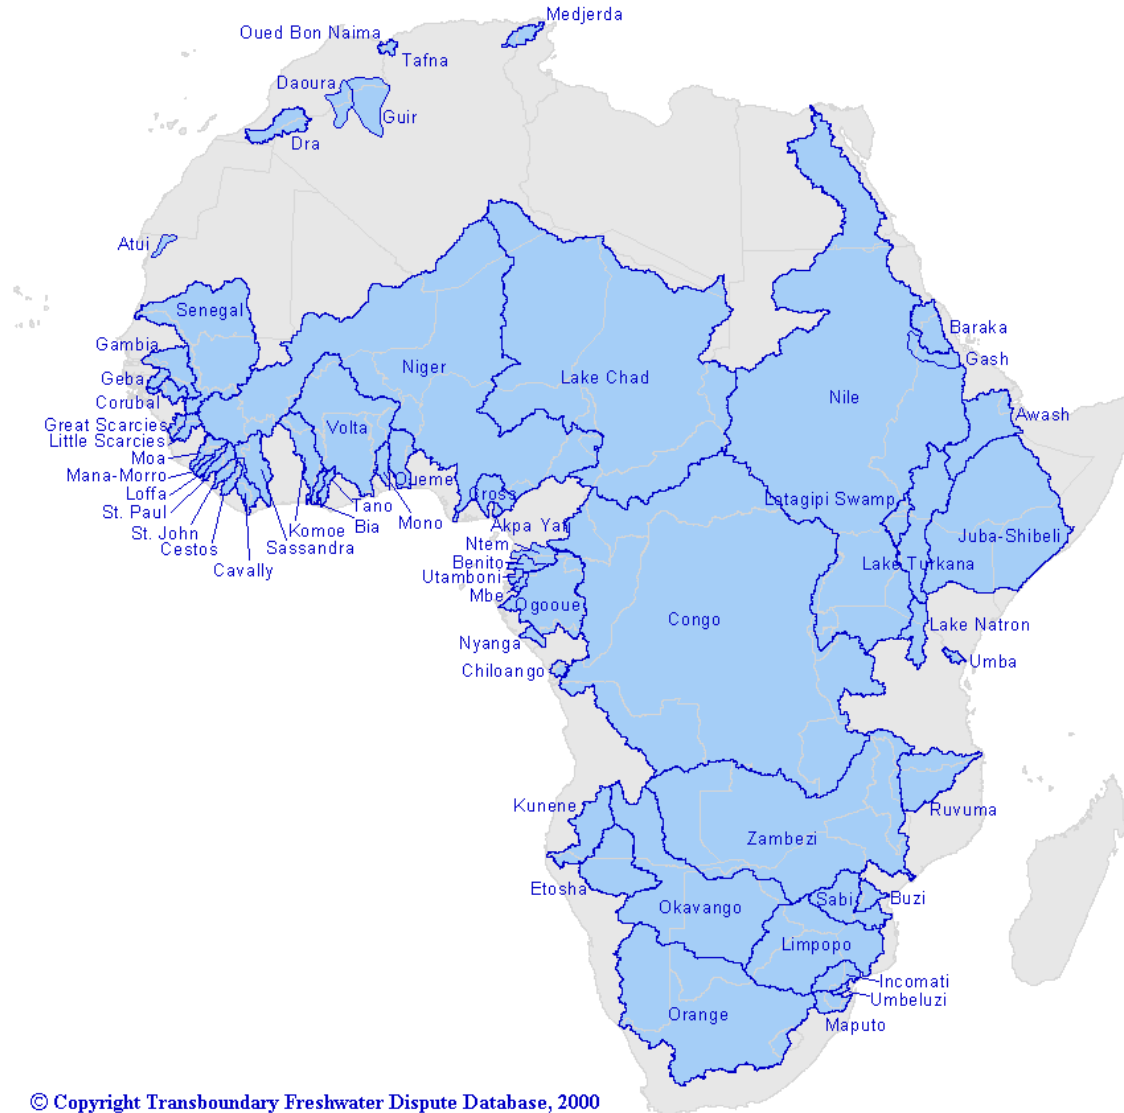 Medjerda
Oued Bon Naima
Tafna
Daoura
Guir
Dra
Atui
Senegal
Baraka
Gambia
Gash
Niger
Geba
Lake Chad
Nile
Corubal
Awash
Great Scarcies
Volta
Little Scarcies
Moa
Mana-Morro
Oueme
Loffa
Cross
Lotagipi Swamp
St. Paul
Tano
Mono
Akpa Yafi
St. John
Komoe
Bia
Juba-Shibeli
Cestos
Sassandra
Ntem
Cavally
Benito
Lake Turkana
Utamboni
Mbe
Ogooue
Congo
Lake Natron
Nyanga
Umba
Chiloango
Kunene
Ruvuma
Zambezi
Etosha
Okavango
Sabi
Buzi
Limpopo
Incomati
Umbeluzi
Orange
Maputo
© Copyright Transboundary Freshwater Dispute Database, 2000